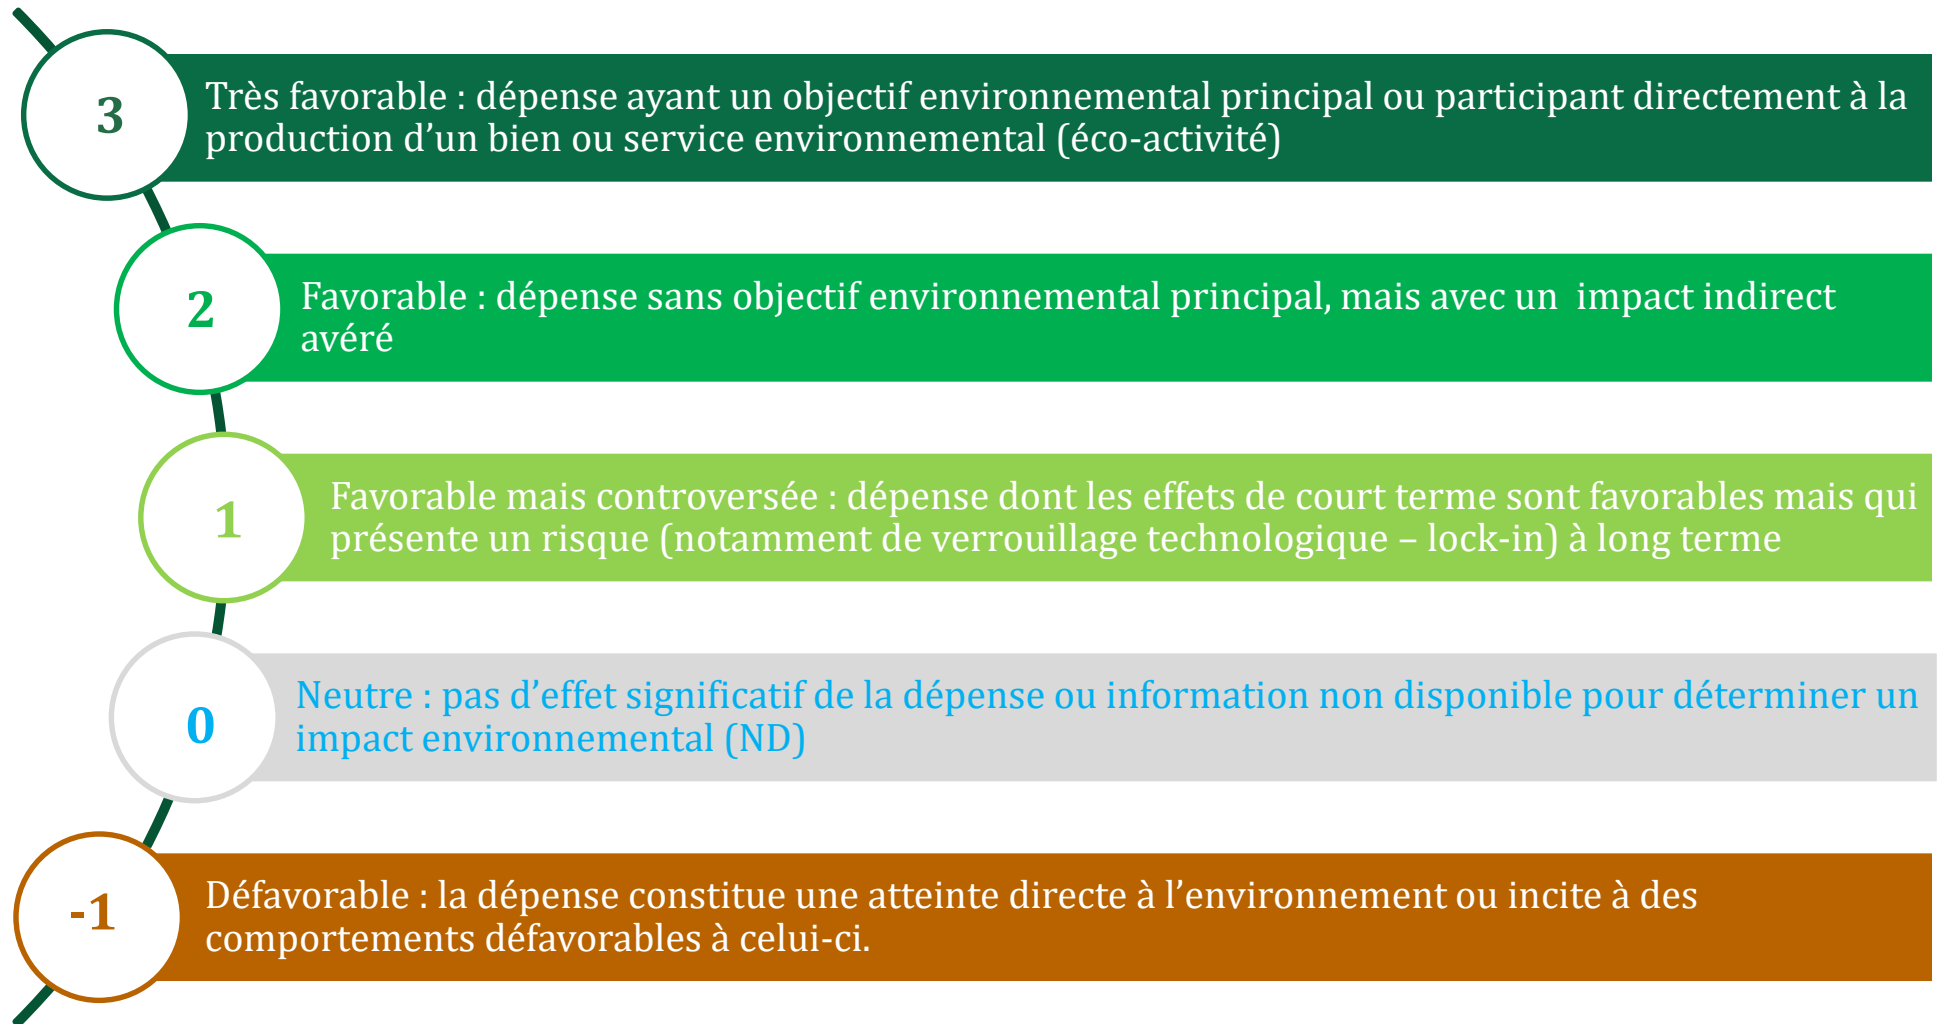 3
Très favorable : dépense ayant un objectif environnemental principal ou participant directement à la
production d’un bien ou service environnemental (éco-activité)
2
Favorable : dépense sans objectif environnemental principal, mais avec un  impact indirect
avéré
1
Favorable mais controversée : dépense dont les effets de court terme sont favorables mais qui
présente un risque (notamment de verrouillage technologique – lock-in) à long terme
0
Neutre : pas d’effet significatif de la dépense ou information non disponible pour déterminer un
impact environnemental (ND)
-1
Défavorable : la dépense constitue une atteinte directe à l’environnement ou incite à des
comportements défavorables à celui-ci.